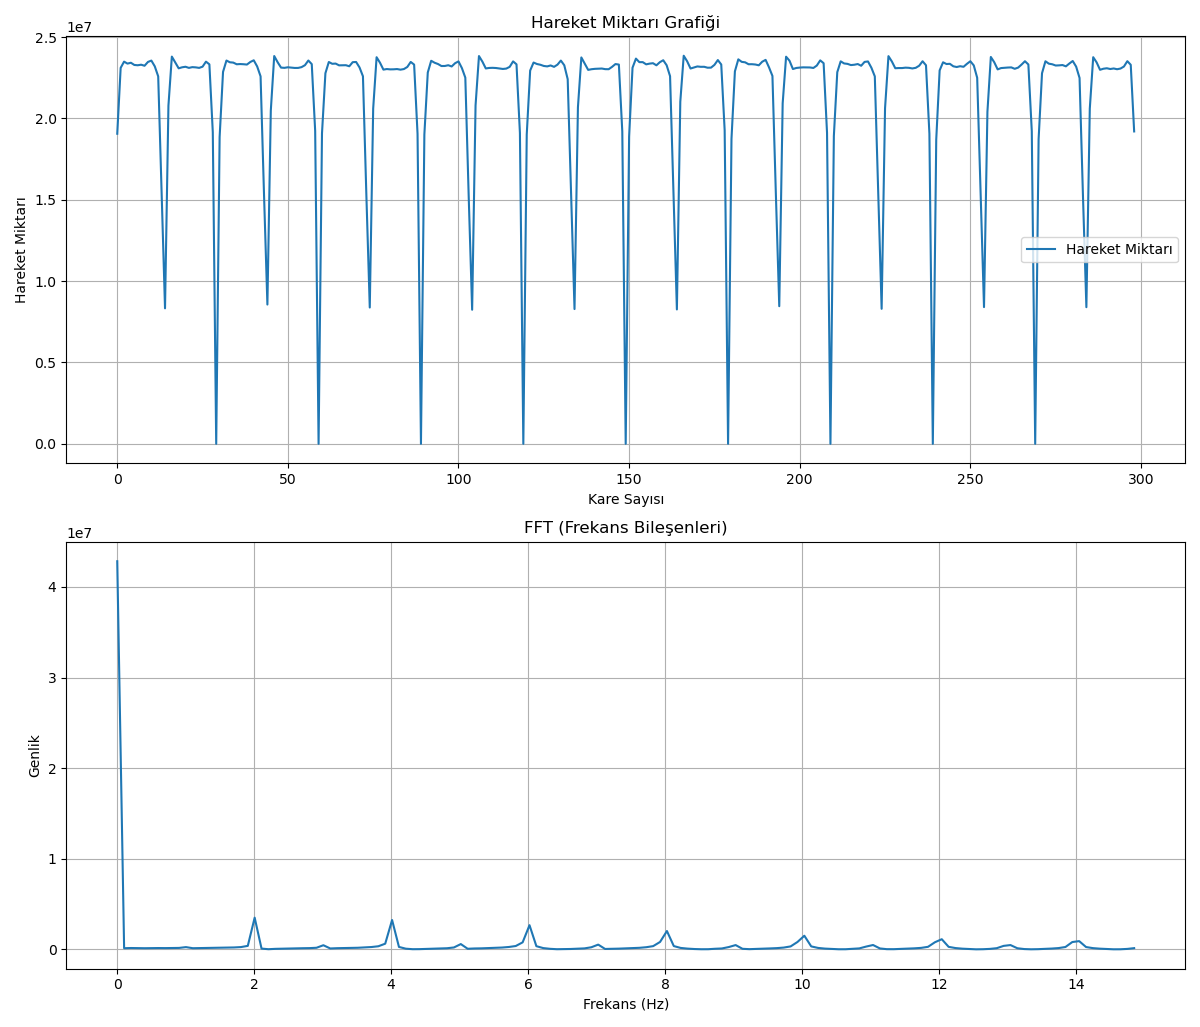 Hareket Miktarı Grafiği
1e7
2.5
2.0
1.5
1.0
0.5
0.0
Hareket Miktarı
Hareket Miktarı
0 50 100 150 200 250 300
Kare Sayısı
FFT (Frekans Bileşenleri)
1e7
4
3
2
1
0
Genlik
0 2 4 6 8 10 12 14
Frekans (Hz)